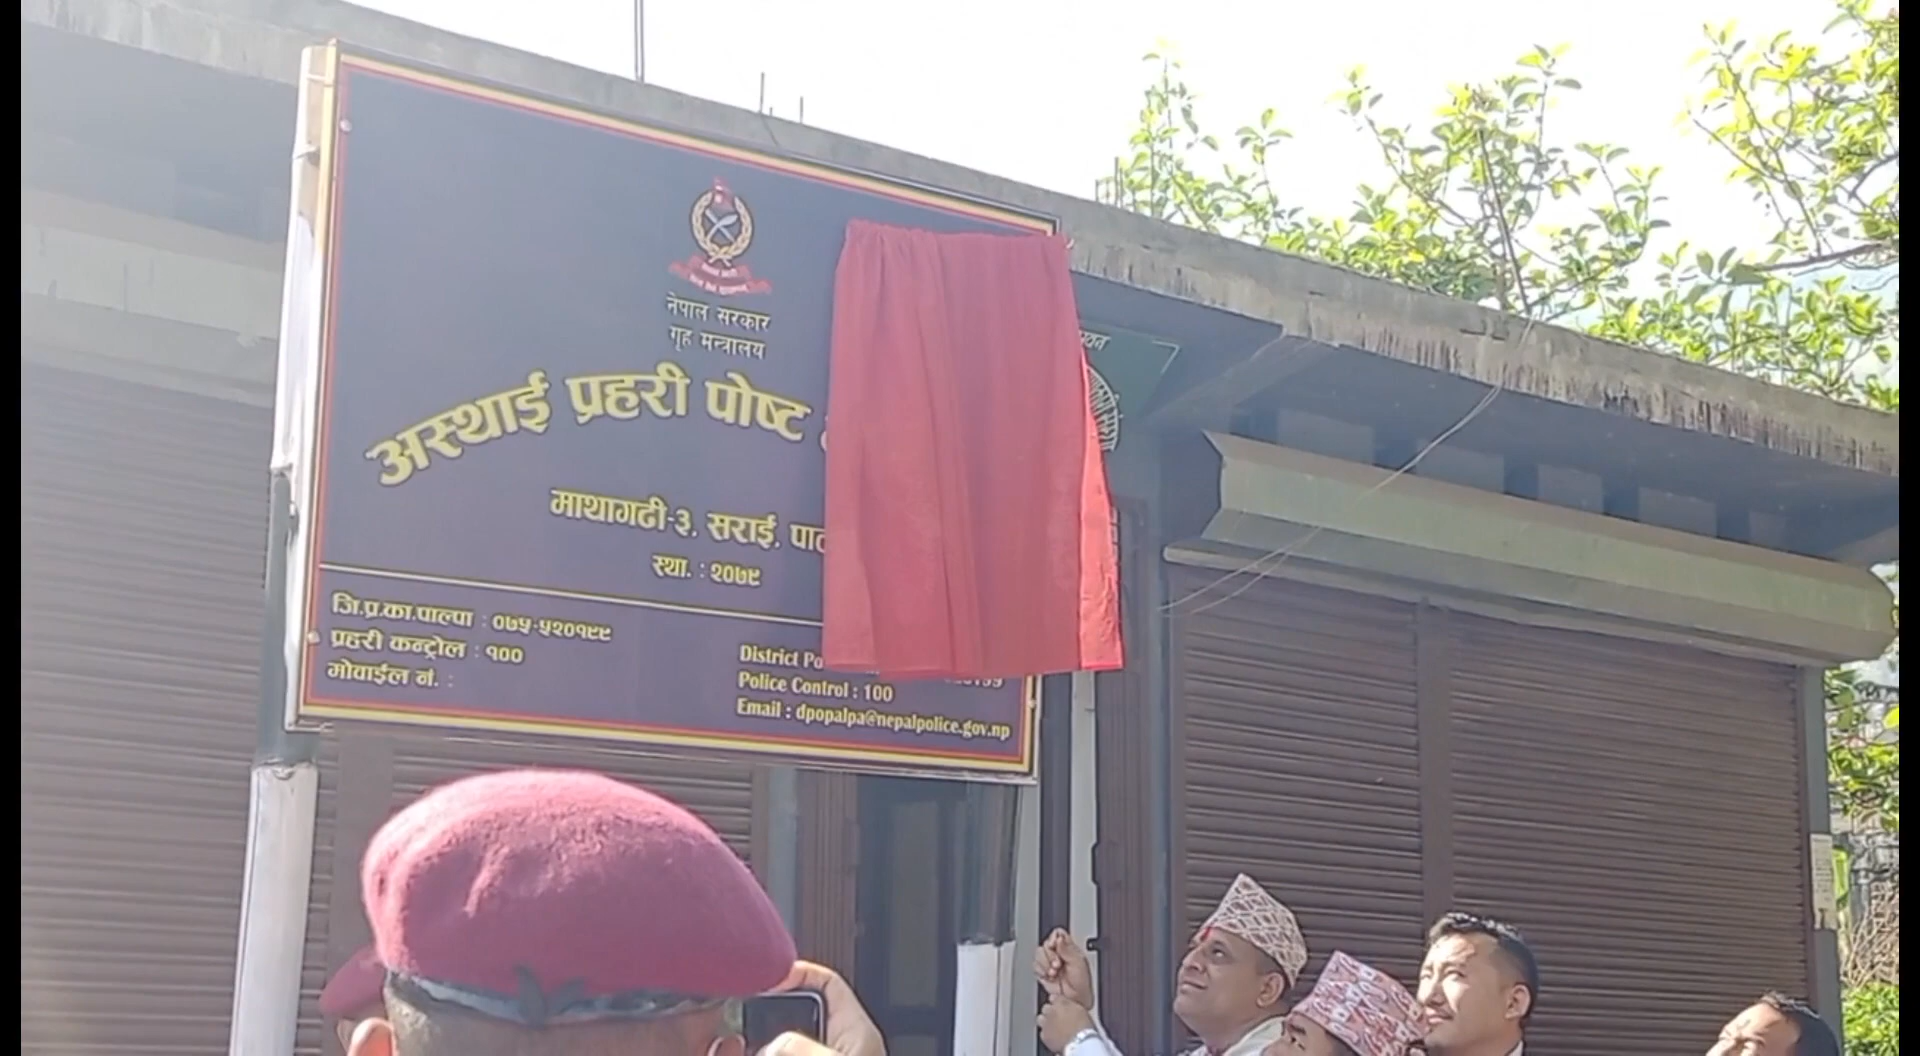 नेपाल सरकार
गृह मन्त्रालय
अस्थाई प्रहरी पोष्ट
माथागढी-३. सराई.
स्था. : २०७९
जि.प्र.का.पाल्पा : ०७५-५२०१९९
प्रहरी कन्ट्रोल : १००
मोवाईल नं. :
District
Police Control : 100
Email : dpopalpa@nepalpolice.gov.np